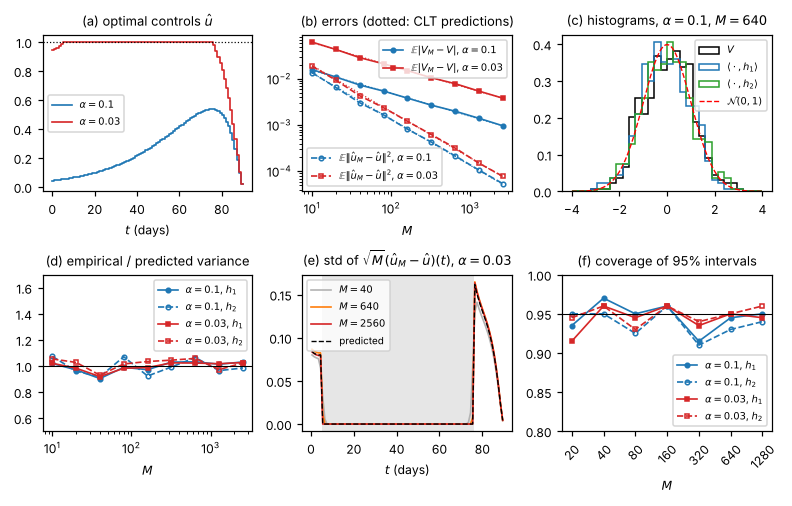 (a) optimal controls û
1.0
0.8
0.6
0.4
0.2
0.0
α = 0.1
α = 0.03
0
20
40
60
80
t (days)
(b) errors (dotted: CLT predictions)
10⁻²
10⁻³
10⁻⁴
𝔼|V_M − V|, α = 0.1
𝔼|V_M − V|, α = 0.03
𝔼‖û_M − û‖², α = 0.1
𝔼‖û_M − û‖², α = 0.03
10¹
10²
10³
M
(c) histograms, α = 0.1, M = 640
0.4
0.3
0.2
0.1
0.0
V
⟨ · , h₁⟩
⟨ · , h₂⟩
𝒩(0, 1)
−4
−2
0
2
4
(d) empirical / predicted variance
1.6
1.4
1.2
1.0
0.8
0.6
α = 0.1, h₁
α = 0.1, h₂
α = 0.03, h₁
α = 0.03, h₂
10¹
10²
10³
M
(e) std of √M(û_M − û)(t), α = 0.03
0.15
0.10
0.05
0.00
M = 40
M = 640
M = 2560
predicted
0
20
40
60
80
t (days)
(f) coverage of 95% intervals
1.00
0.95
0.90
0.85
0.80
α = 0.1, h₁
α = 0.1, h₂
α = 0.03, h₁
α = 0.03, h₂
20
40
80
160
320
640
1280
M